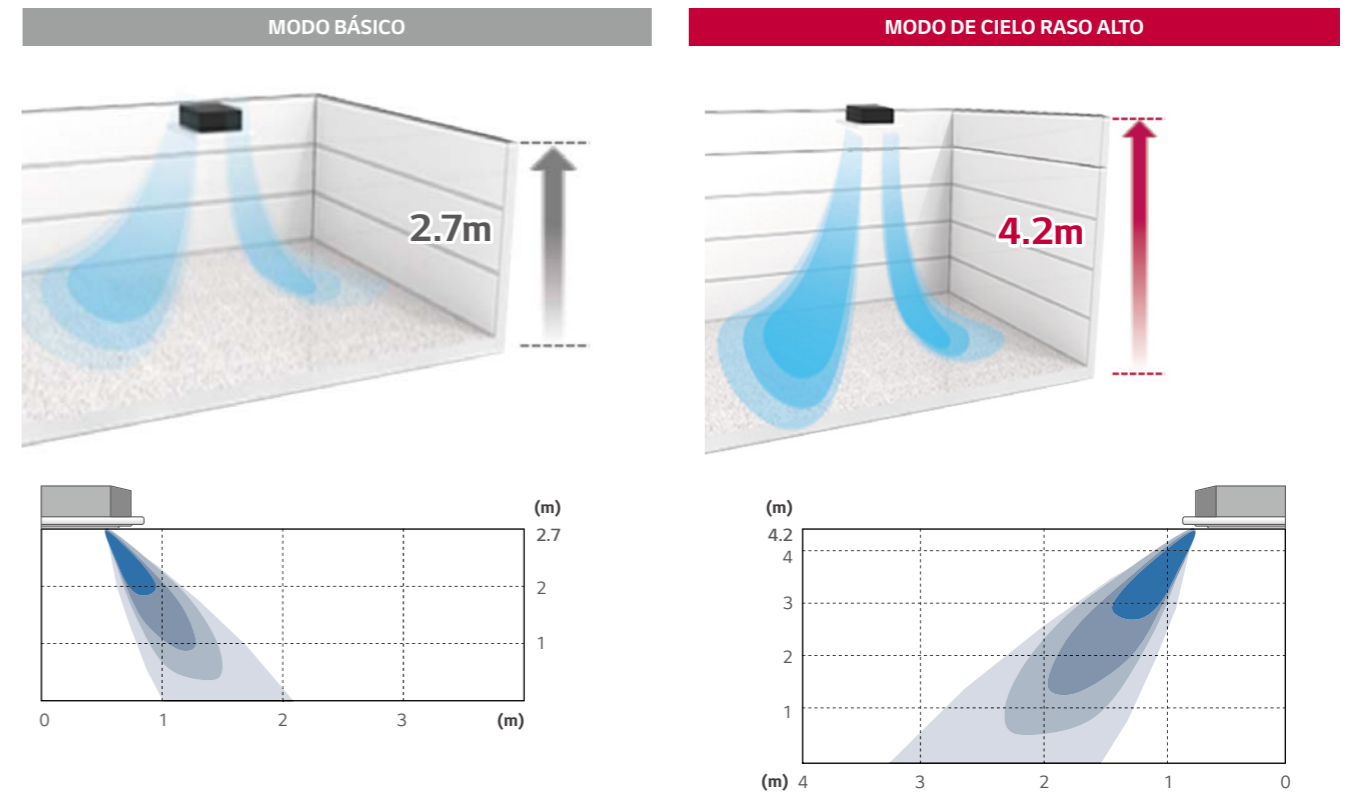 MODO BÁSICO
MODO DE CIELO RASO ALTO
2.7m
4.2m
(m)
2.7
2
1
0 1 2 3 (m)
(m)
4.2
4
3
2
1
(m) 4 3 2 1 0